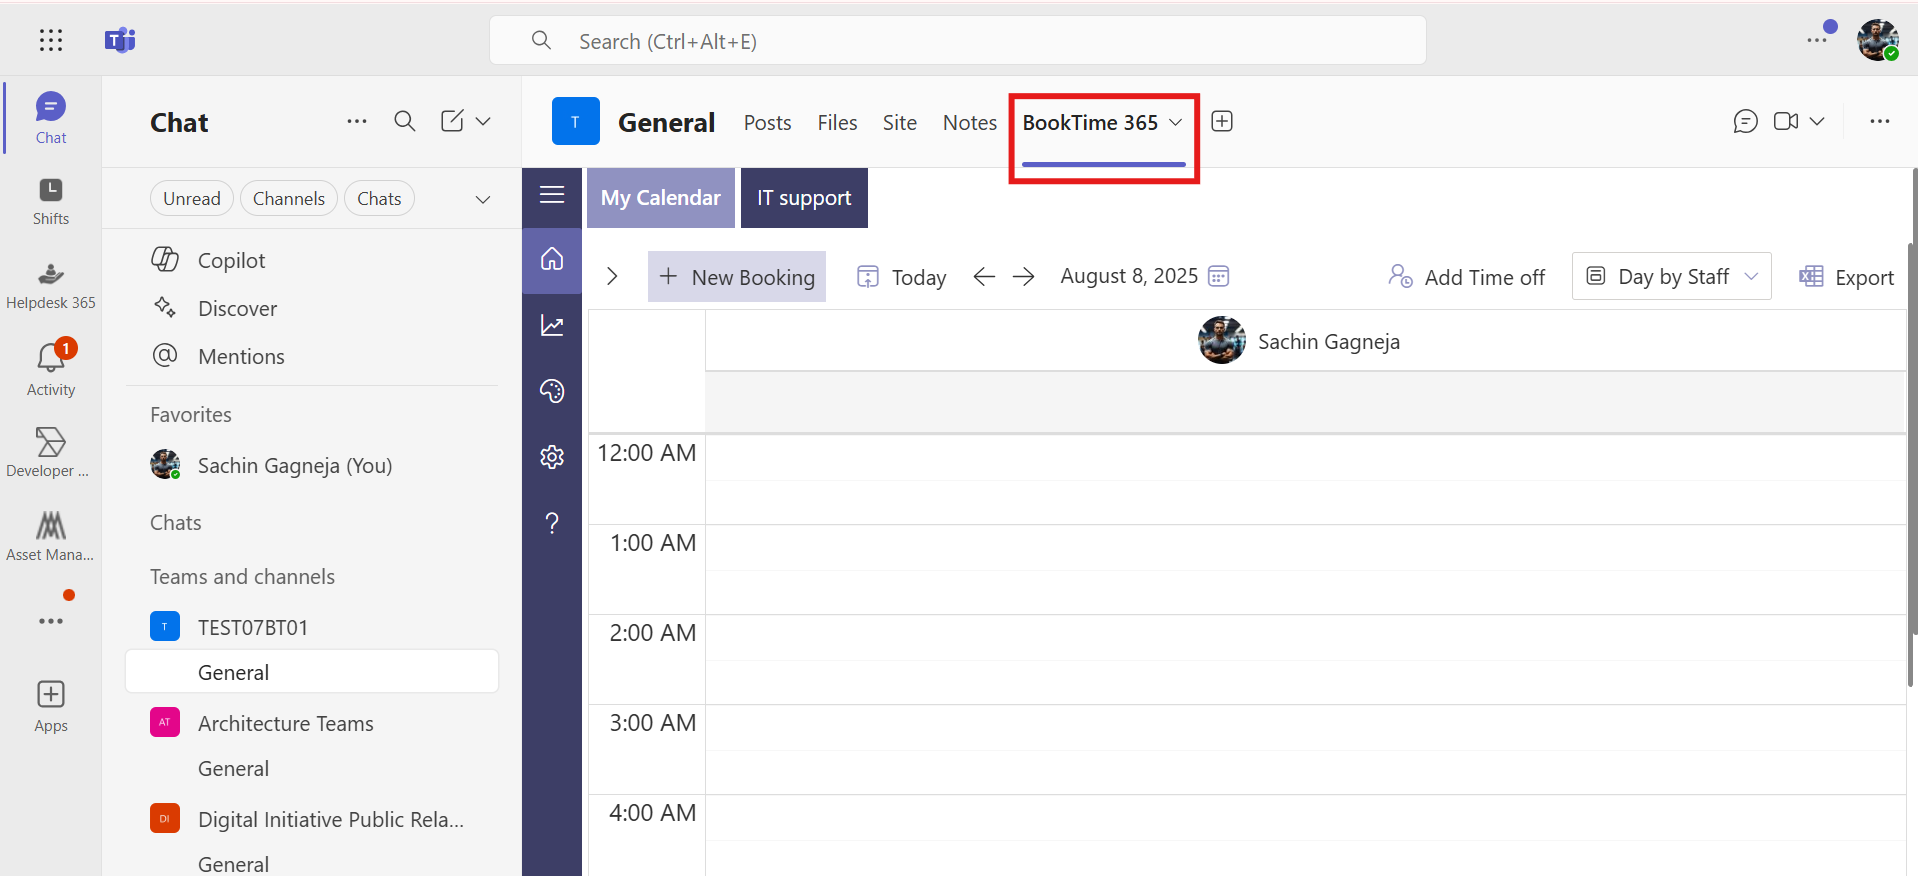 Search (Ctrl+Alt+E)
Chat
Shifts
Helpdesk 365
1
Activity
Developer ...
Asset Mana...
Apps
Chat
Unread
Channels
Chats
Copilot
Discover
Mentions
Favorites
Sachin Gagneja (You)
Chats
Teams and channels
T TEST07BT01
General
AT Architecture Teams
General
DI Digital Initiative Public Rela...
General
T General Posts Files Site Notes BookTime 365
My Calendar IT support
New Booking Today August 8, 2025 Add Time off Day by Staff Export
Sachin Gagneja
12:00 AM
1:00 AM
2:00 AM
3:00 AM
4:00 AM